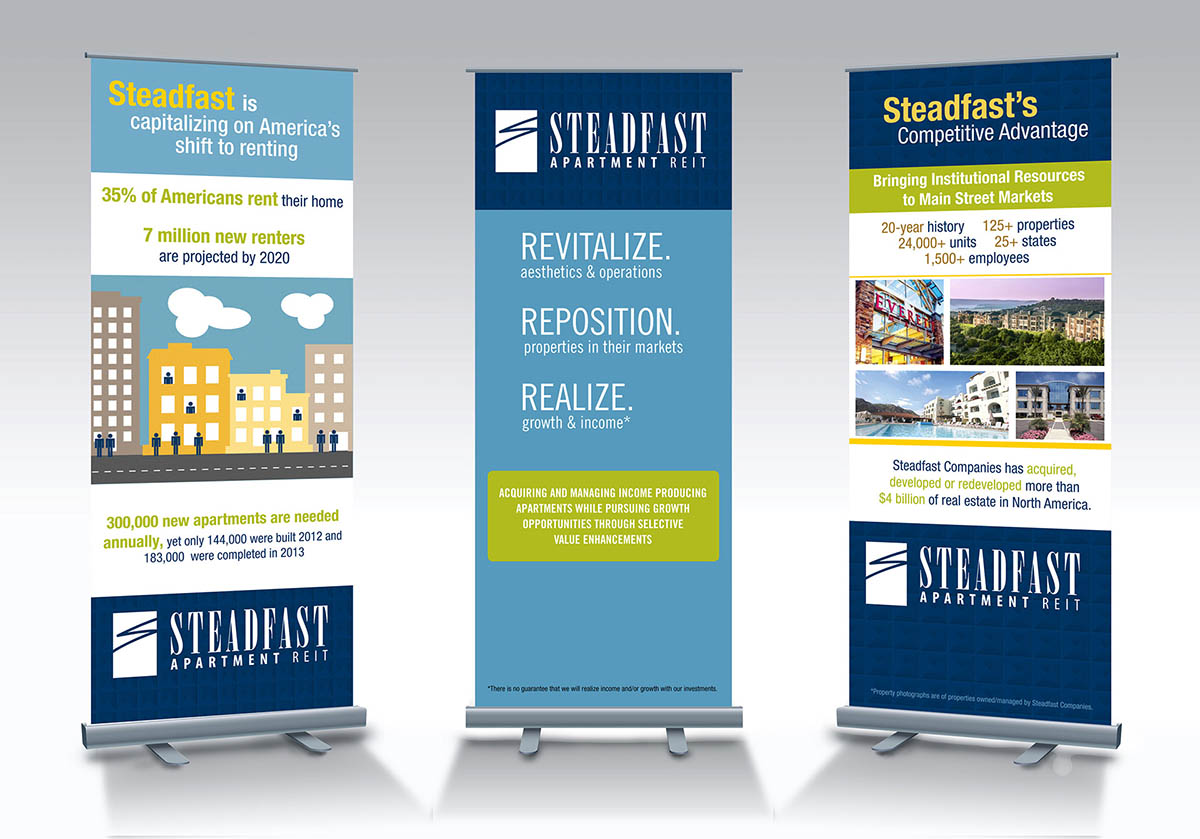 Steadfast is
capitalizing on America's
shift to renting
35% of Americans rent their home
7 million new renters
are projected by 2020
300,000 new apartments are needed
annually, yet only 144,000 were built 2012 and
183,000 were completed in 2013
STEADFAST
APARTMENT REIT
STEADFAST
APARTMENT REIT
REVITALIZE.
aesthetics & operations
REPOSITION.
properties in their markets
REALIZE.
growth & income*
ACQUIRING AND MANAGING INCOME PRODUCING
APARTMENTS WHILE PURSUING GROWTH
OPPORTUNITIES THROUGH SELECTIVE
VALUE ENHANCEMENTS
*There is no guarantee that we will realize income and/or growth with our investments.
Steadfast's
Competitive Advantage
Bringing Institutional Resources
to Main Street Markets
20-year history 125+ properties
24,000+ units 25+ states
1,500+ employees
EVERETT
Steadfast Companies has acquired,
developed or redeveloped more than
$4 billion of real estate in North America.
STEADFAST
APARTMENT REIT
*Property photographs are of properties owned/managed by Steadfast Companies.